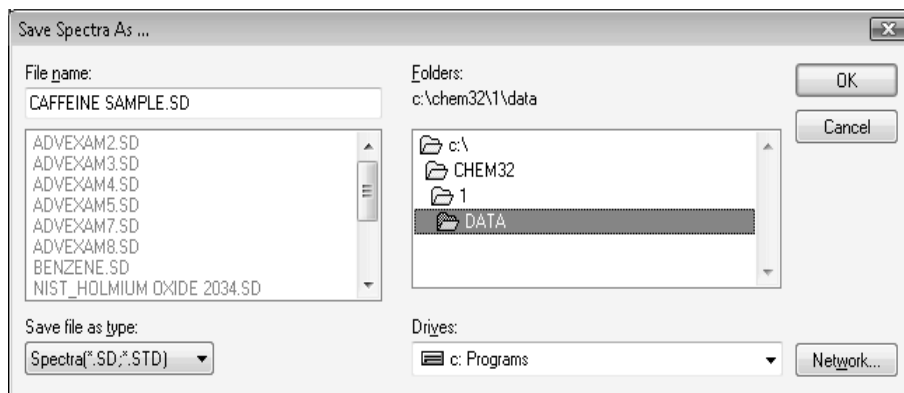 Save Spectra As ...
File name:
CAFFEINE SAMPLE.SD
ADVEXAM2.SD
ADVEXAM3.SD
ADVEXAM4.SD
ADVEXAM5.SD
ADVEXAM7.SD
ADVEXAM8.SD
BENZENE.SD
NIST_HOLMIUM OXIDE 2034.SD
Save file as type:
Spectra(*.SD;*.STD)
Folders:
c:\chem32\1\data
c:\
CHEM32
1
DATA
Drives:
c: Programs
OK
Cancel
Network...